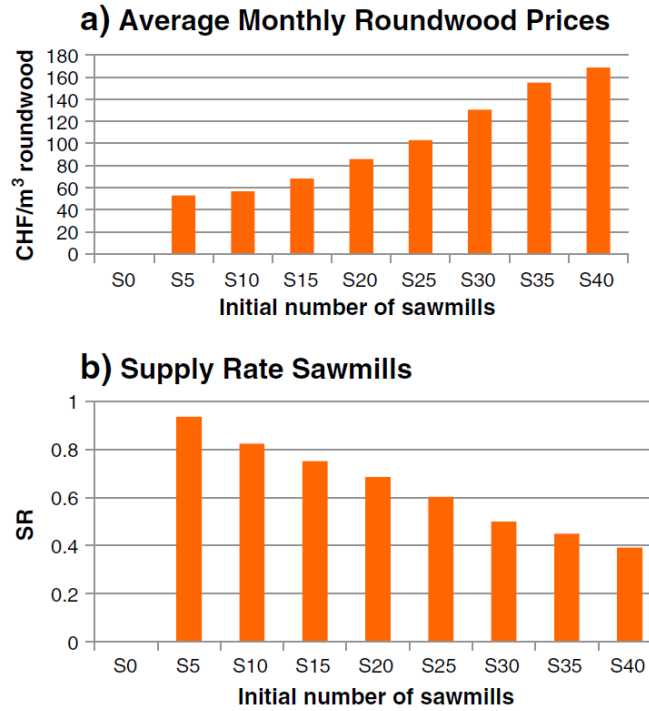 a) Average Monthly Roundwood Prices
CHF/m³ roundwood
180
160
140
120
100
80
60
40
20
0
S0 S5 S10 S15 S20 S25 S30 S35 S40
Initial number of sawmills
b) Supply Rate Sawmills
SR
1
0.8
0.6
0.4
0.2
0
S0 S5 S10 S15 S20 S25 S30 S35 S40
Initial number of sawmills